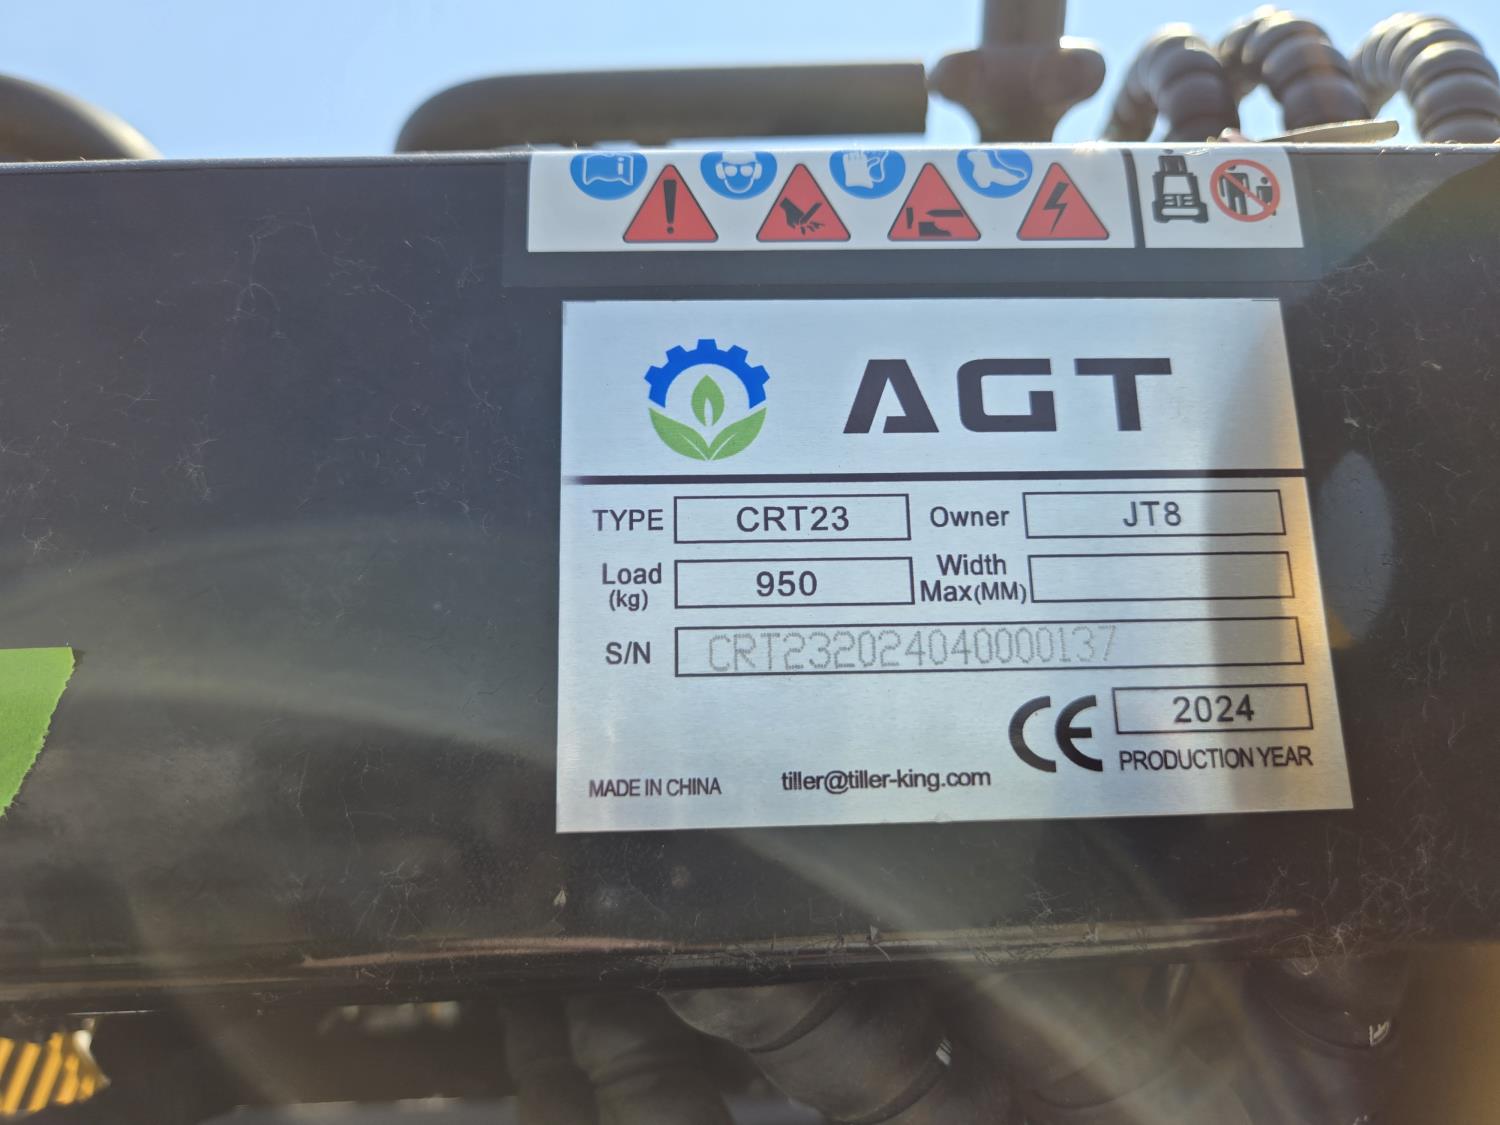 AGT
TYPE CRT23 Owner JT8
Load (kg) 950 Width Max(MM)
S/N CRT232024040000137
CE 2024
PRODUCTION YEAR
MADE IN CHINA tiller@tiller-king.com